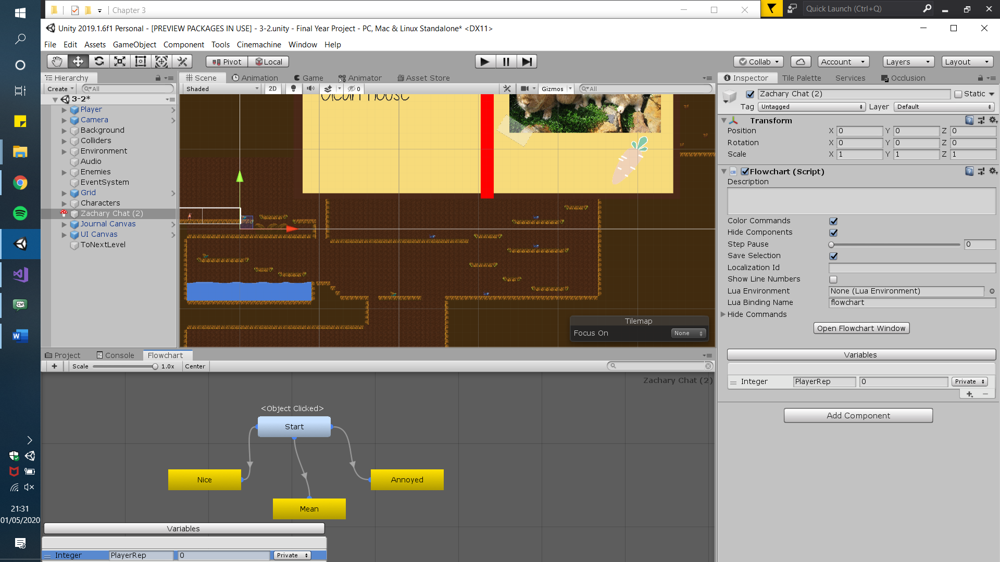 Chapter 3
Quick Launch (Ctrl+Q)
Unity 2019.1.6f1 Personal - [PREVIEW PACKAGES IN USE] - 3-2.unity - Final Year Project - PC, Mac & Linux Standalone* <DX11>
File Edit Assets GameObject Component Tools Cinemachine Window Help
Pivot Local
Collab Account Layers Layout
Hierarchy
Create All
3-2*
Player
Camera
Background
Colliders
Environment
Audio
Enemies
EventSystem
Grid
Characters
Zachary Chat (2)
Journal Canvas
UI Canvas
ToNextLevel
Scene Animation Game Animator Asset Store
Shaded 2D 0 Gizmos All
Clean House
Tilemap
Focus On None
Inspector Tile Palette Services Occlusion
Zachary Chat (2) Static
Tag Untagged Layer Default
Transform
Position X 0 Y 0 Z 0
Rotation X 0 Y 0 Z 0
Scale X 1 Y 1 Z 1
Flowchart (Script)
Description
Color Commands
Hide Components
Step Pause 0
Save Selection
Localization Id
Show Line Numbers
Lua Environment None (Lua Environment)
Lua Binding Name flowchart
Hide Commands
Open Flowchart Window
Variables
Integer PlayerRep 0 Private
Add Component
Project Console Flowchart
+ Scale 1.0x Center
Zachary Chat (2)
<Object Clicked>
Start
Nice
Annoyed
Mean
Variables
Integer PlayerRep 0 Private
21:31
01/05/2020